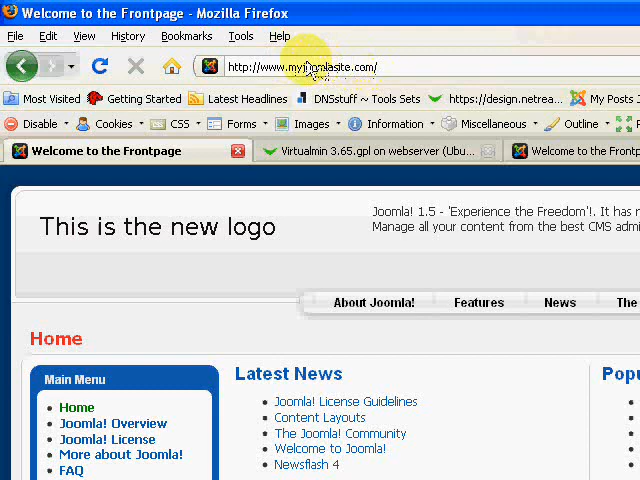 Welcome to the Frontpage - Mozilla Firefox
File Edit View History Bookmarks Tools Help
http://www.myjoomlasite.com/
Most Visited Getting Started Latest Headlines DNSstuff ~ Tools Sets https://design.netrea... My Posts
Disable Cookies CSS Forms Images Information Miscellaneous Outline
Welcome to the Frontpage Virtualmin 3.65.gpl on webserver (Ubu... Welcome to the Frontp
This is the new logo
Joomla! 1.5 - 'Experience the Freedom'!. It has
Manage all your content from the best CMS admi
About Joomla! Features News The
Home
Main Menu
Home
Joomla! Overview
Joomla! License
More about Joomla!
FAQ
Latest News
Joomla! License Guidelines
Content Layouts
The Joomla! Community
Welcome to Joomla!
Newsflash 4
Popu